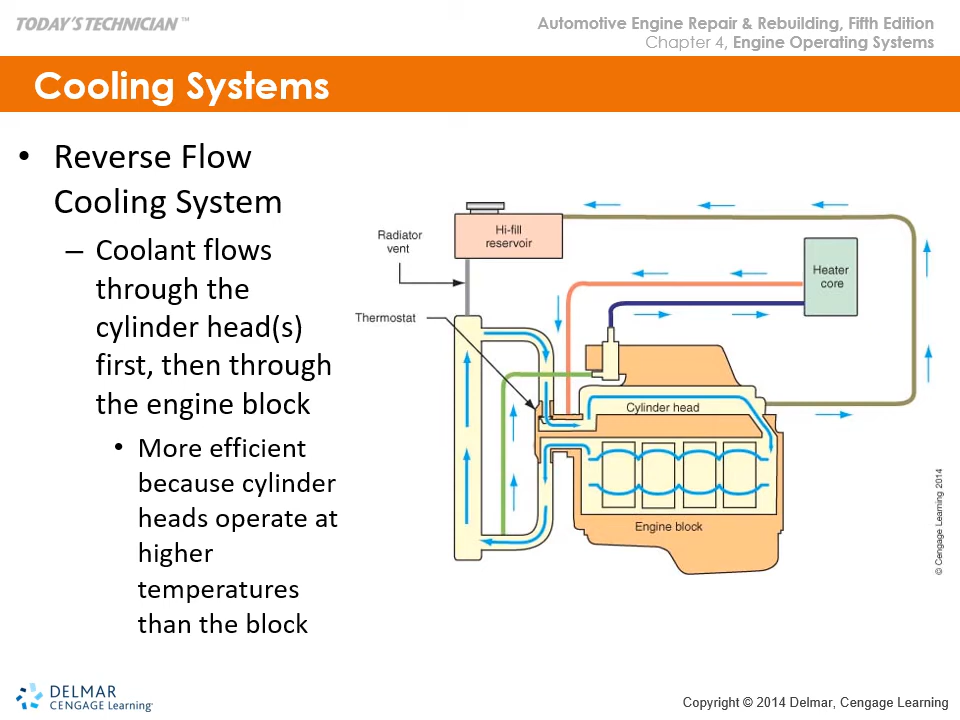 TODAY'S TECHNICIAN ™
Automotive Engine Repair & Rebuilding, Fifth Edition
Chapter 4, Engine Operating Systems
Cooling Systems
• Reverse Flow
Cooling System
– Coolant flows
through the
cylinder head(s)
first, then through
the engine block
• More efficient
because cylinder
heads operate at
higher
temperatures
than the block
Radiator
vent
Hi-fill
reservoir
Heater
core
Thermostat
Cylinder head
Engine block
© Cengage Learning 2014
DELMAR
CENGAGE Learning
Copyright © 2014 Delmar, Cengage Learning